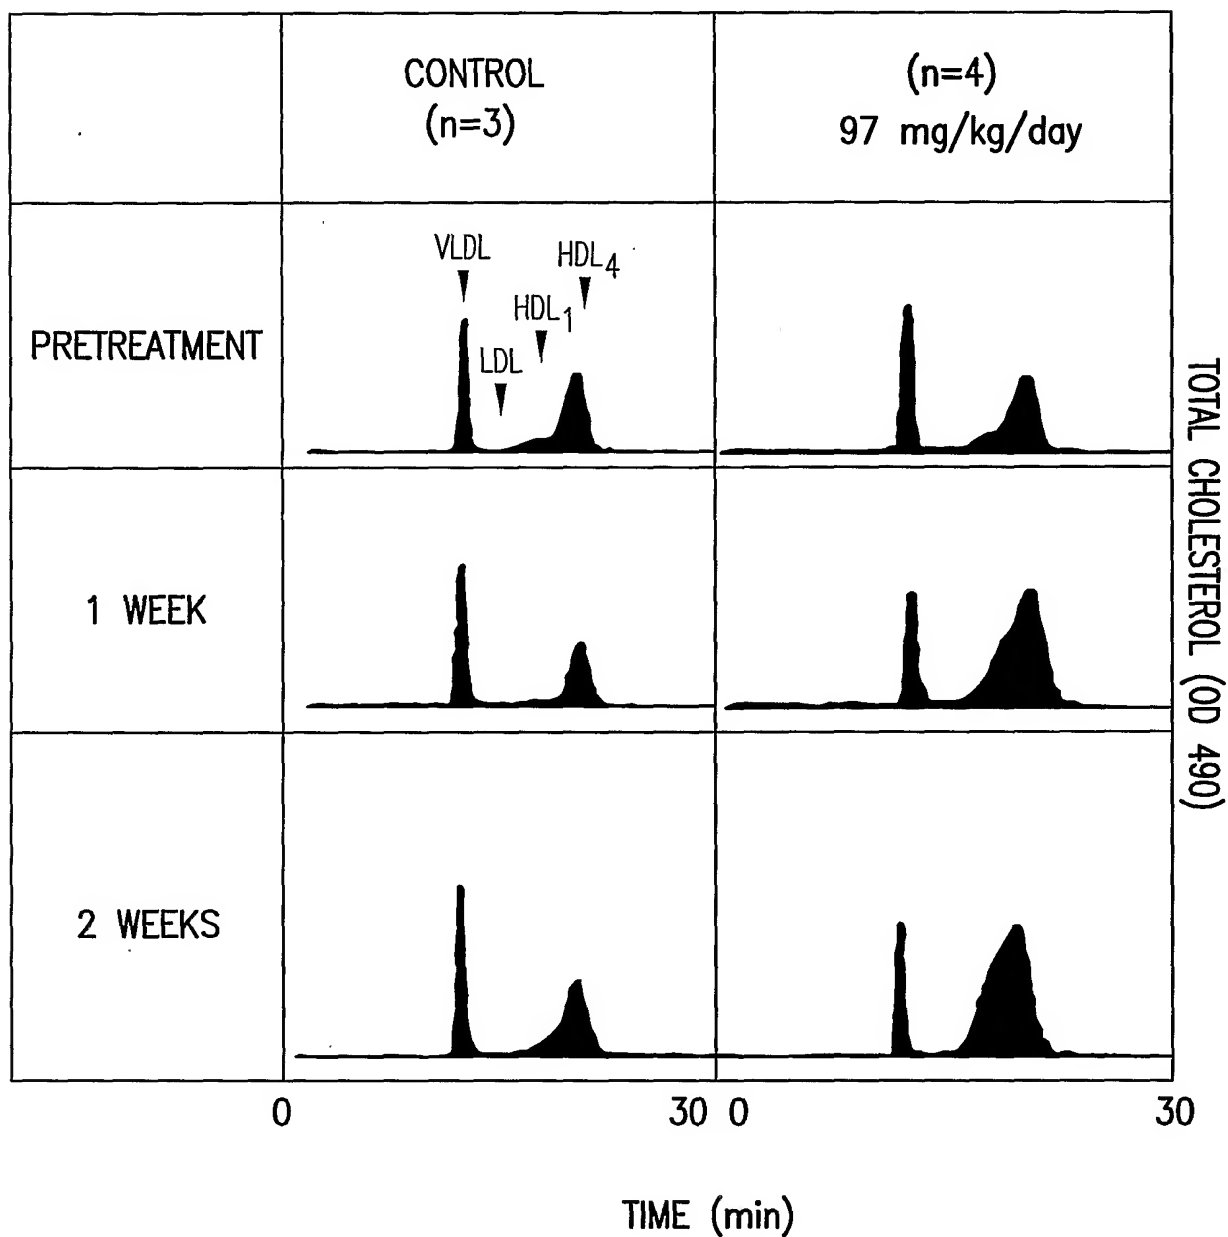 CONTROL
(n=3)
(n=4)
97 mg/kg/day
PRETREATMENT
VLDL
LDL
HDL1
HDL4
1 WEEK
2 WEEKS
TOTAL CHOLESTEROL (OD 490)
0
30
0
30
TIME (min)